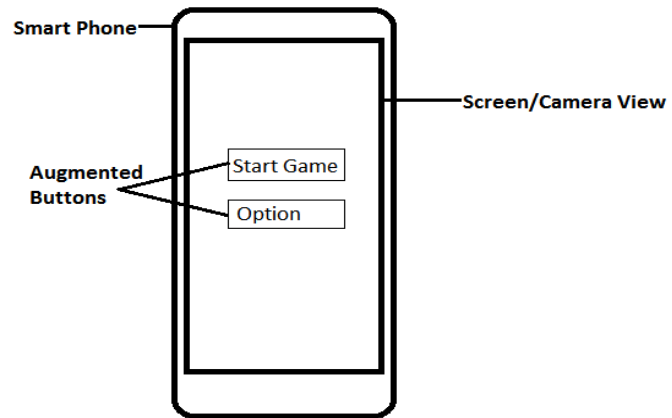 Smart Phone
Screen/Camera View
Augmented
Buttons
Start Game
Option